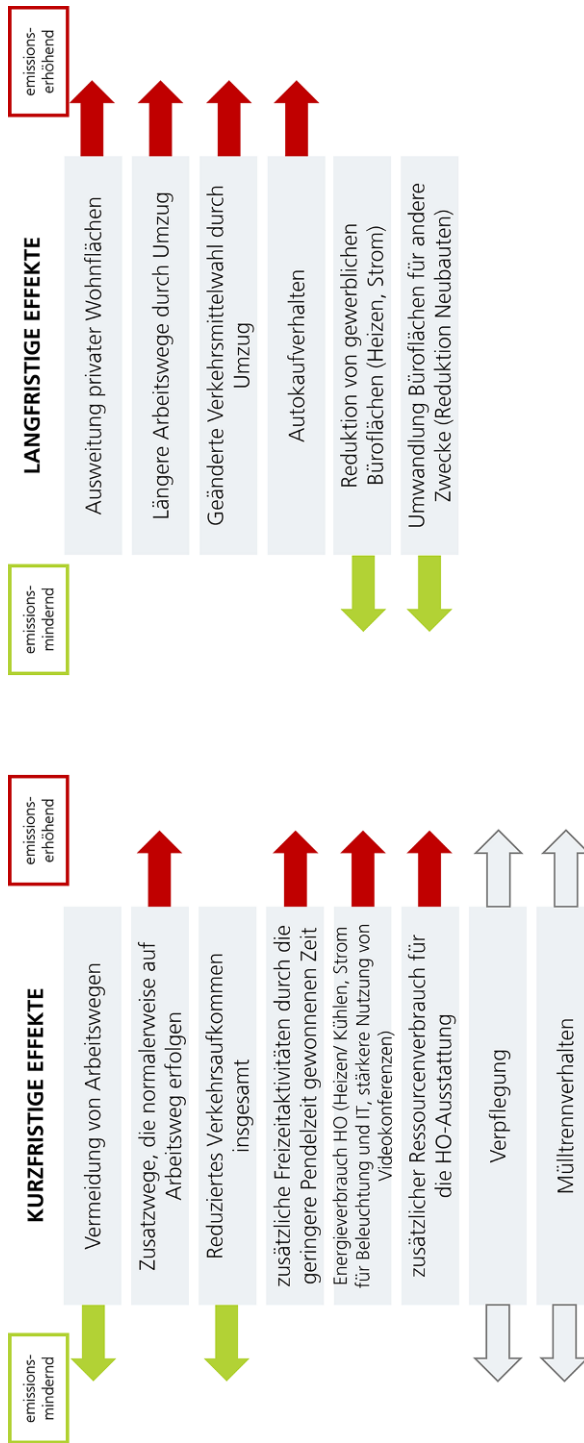 KURZFRISTIGE EFFEKTE
emissions-
mindernd
emissions-
erhöhend
Vermeidung von Arbeitswegen
Zusatzwege, die normalerweise auf
Arbeitsweg erfolgen
Reduziertes Verkehrsaufkommen
insgesamt
zusätzliche Freizeitaktivitäten durch die
geringere Pendelzeit gewonnenen Zeit
Energieverbrauch HO (Heizen/ Kühlen, Strom
für Beleuchtung und IT, stärkere Nutzung von
Videokonferenzen)
zusätzlicher Ressourcenverbrauch für
die HO-Ausstattung
Verpflegung
Mülltrennverhalten
LANGFRISTIGE EFFEKTE
emissions-
mindernd
emissions-
erhöhend
Ausweitung privater Wohnflächen
Längere Arbeitswege durch Umzug
Geänderte Verkehrsmittelwahl durch
Umzug
Autokaufverhalten
Reduktion von gewerblichen
Büroflächen (Heizen, Strom)
Umwandlung Büroflächen für andere
Zwecke (Reduktion Neubauten)